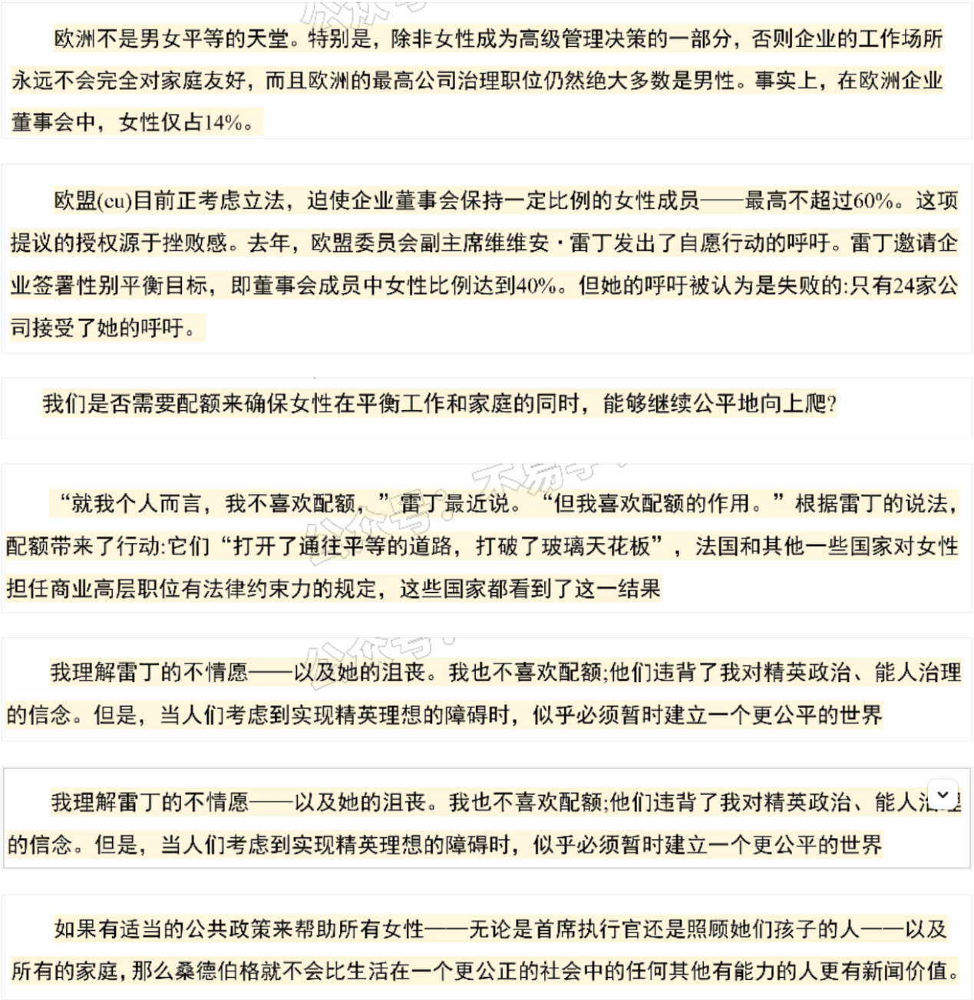 公众号
欧洲不是男女平等的天堂。特别是，除非女性成为高级管理决策的一部分，否则企业的工作场所
永远不会完全对家庭友好，而且欧洲的最高公司治理职位仍然绝大多数是男性。事实上，在欧洲企业
董事会中，女性仅占14%。
欧盟(cu)目前正考虑立法，迫使企业董事会保持一定比例的女性成员——最高不超过60%。这项
提议的授权源于挫败感。去年，欧盟委员会副主席维维安·雷丁发出了自愿行动的呼吁。雷丁邀请企
业签署性别平衡目标，即董事会成员中女性比例达到40%。但她的呼吁被认为是失败的:只有24家公
司接受了她的呼吁。
我们是否需要配额来确保女性在平衡工作和家庭的同时，能够继续公平地向上爬?
公众号：不易学
“就我个人而言，我不喜欢配额，”雷丁最近说。“但我喜欢配额的作用。”根据雷丁的说法，
配额带来了行动:它们“打开了通往平等的道路，打破了玻璃天花板”，法国和其他一些国家对女性
担任商业高层职位有法律约束力的规定，这些国家都看到了这一结果
公众号：
我理解雷丁的不情愿——以及她的沮丧。我也不喜欢配额;他们违背了我对精英政治、能人治理
的信念。但是，当人们考虑到实现精英理想的障碍时，似乎必须暂时建立一个更公平的世界
我理解雷丁的不情愿——以及她的沮丧。我也不喜欢配额;他们违背了我对精英政治、能人治理
的信念。但是，当人们考虑到实现精英理想的障碍时，似乎必须暂时建立一个更公平的世界
如果有适当的公共政策来帮助所有女性——无论是首席执行官还是照顾她们孩子的人——以及
所有的家庭,那么桑德伯格就不会比生活在一个更公正的社会中的任何其他有能力的人更有新闻价值。